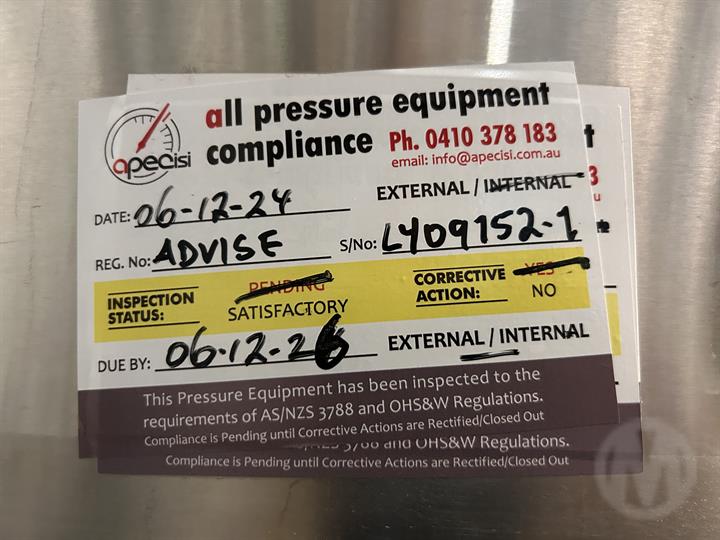 apecisi
all pressure equipment
compliance Ph. 0410 378 183
email: info@apecisi.com.au
EXTERNAL / INTERNAL
DATE: 06-12-24
REG. No: ADVISE S/No: LY09152-1
INSPECTION STATUS: PENDING SATISFACTORY
CORRECTIVE ACTION: YES NO
DUE BY: 06.12.26 EXTERNAL / INTERNAL
This Pressure Equipment has been inspected to the
requirements of AS/NZS 3788 and OHS&W Regulations.
Compliance is Pending until Corrective Actions are Rectified/Closed Out
3788 and OHS&W Regulations.
Compliance is Pending until Corrective Actions are Rectified/Closed Out
t
3
u
M